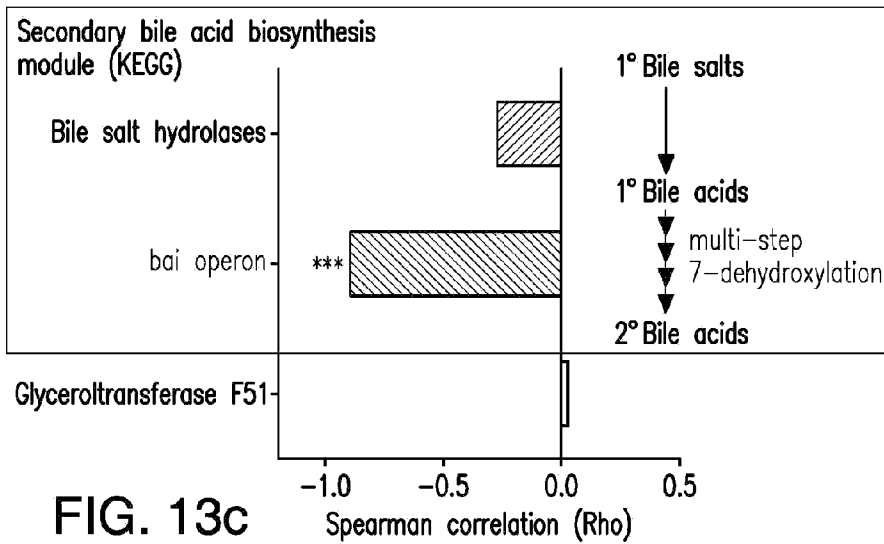 Secondary bile acid biosynthesis
module (KEGG)
1° Bile salts
Bile salt hydrolases
1° Bile acids
bai operon
***
multi-step
7-dehydroxylation
2° Bile acids
Glyceroltransferase F51
-1.0 -0.5 0.0 0.5
FIG. 13c
Spearman correlation (Rho)